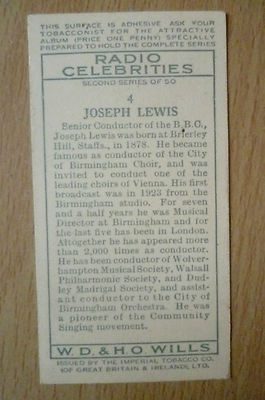 THIS SURFACE IS ADHESIVE ASK YOUR
TOBACCONIST FOR THE ATTRACTIVE
ALBUM (PRICE ONE PENNY) SPECIALLY
PREPARED TO HOLD THE COMPLETE SERIES
RADIO
CELEBRITIES
SECOND SERIES OF 50
4
JOSEPH LEWIS
Senior Conductor of the B.B.C.,
Joseph Lewis was born at Brierley
Hill, Staffs., in 1878. He became
famous as conductor of the City
of Birmingham Choir, and was
invited to conduct one of the
leading choirs of Vienna. His first
broadcast was in 1923 from the
Birmingham studio. For seven
and a half years he was Musical
Director at Birmingham and for
the last five has been in London.
Altogether he has appeared more
than 2,000 times as conductor.
He has been conductor of Wolver-
hampton Musical Society, Walsall
Philharmonic Society, and Dud-
ley Madrigal Society, and assist-
ant conductor to the City of
Birmingham Orchestra. He was
a pioneer of the Community
Singing movement.
W. D. & H. O. WILLS
ISSUED BY THE IMPERIAL TOBACCO CO.
(OF GREAT BRITAIN & IRELAND), LTD.